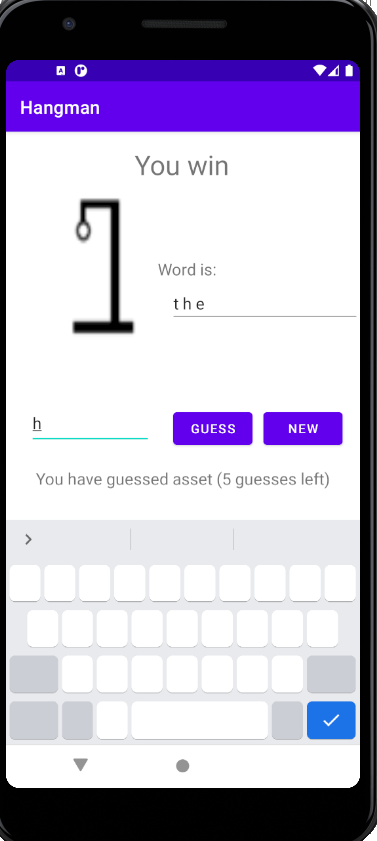 Hangman
You win
Word is:
t h e
h
GUESS
NEW
You have guessed asset (5 guesses left)